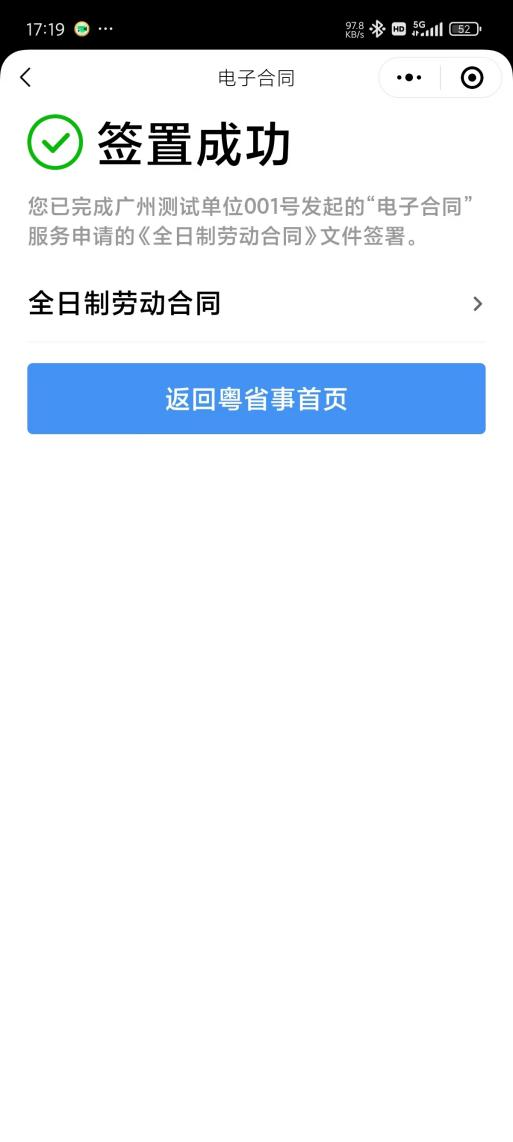 17:19
97.8
KB/s
HD
5G
52
电子合同
签置成功
您已完成广州测试单位001号发起的“电子合同”
服务申请的《全日制劳动合同》文件签署。
全日制劳动合同
返回粤省事首页